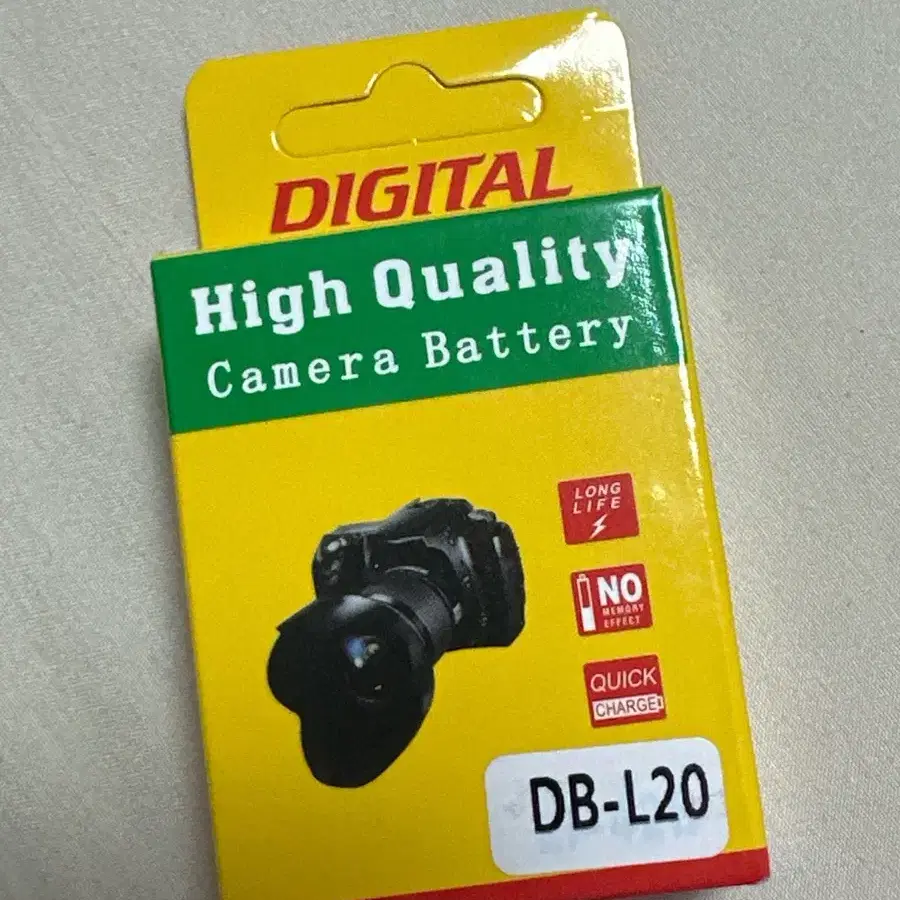 DIGITAL
High Quality
Camera Battery
LONG
LIFE
NO
MEMORY
EFFECT
QUICK
CHARGE
DB-L20